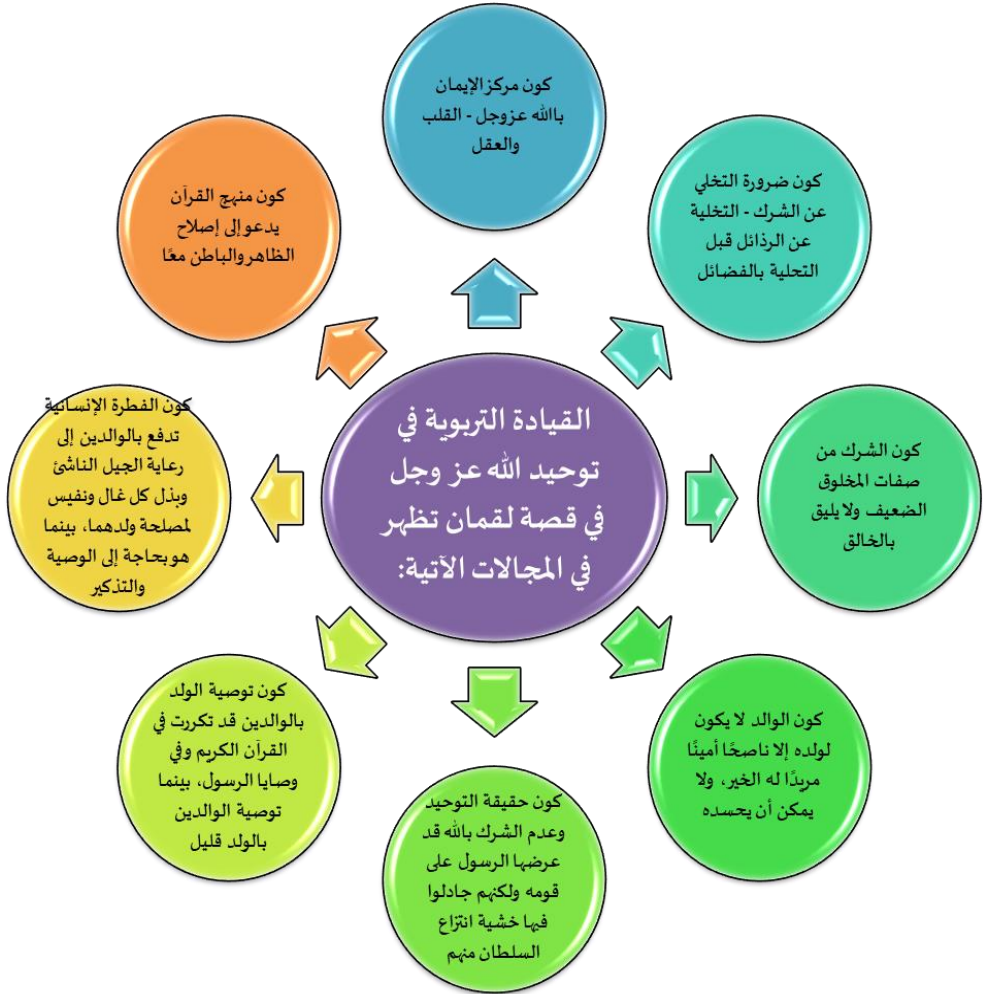 القيادة التربوية في
توحيد الله عز وجل
في قصة لقمان تظهر
في المجالات الآتية:
كون مركز الإيمان
باالله عزوجل - القلب
والعقل
كون ضرورة التخلي
عن الشرك - التخلية
عن الرذائل قبل
التحلية بالفضائل
كون الشرك من
صفات المخلوق
الضعيف ولا يليق
بالخالق
كون الوالد لا يكون
لولده إلا ناصحًا أمينًا
مريدًا له الخير، ولا
يمكن أن يحسده
كون حقيقة التوحيد
وعدم الشرك بالله قد
عرضها الرسول على
قومه ولكنهم جادلوا
فيها خشية انتزاع
السلطان منهم
كون توصية الولد
بالوالدين قد تكررت في
القرآن الكريم وفي
وصايا الرسول، بينما
توصية الوالدين
بالولد قليل
كون الفطرة الإنسانية
تدفع بالوالدين إلى
رعاية الجيل الناشئ
وبذل كل غال ونفيس
لمصلحة ولدهما، بينما
هو بحاجة إلى الوصية
والتذكير
كون منهج القرآن
يدعو إلى إصلاح
الظاهر والباطن معًا